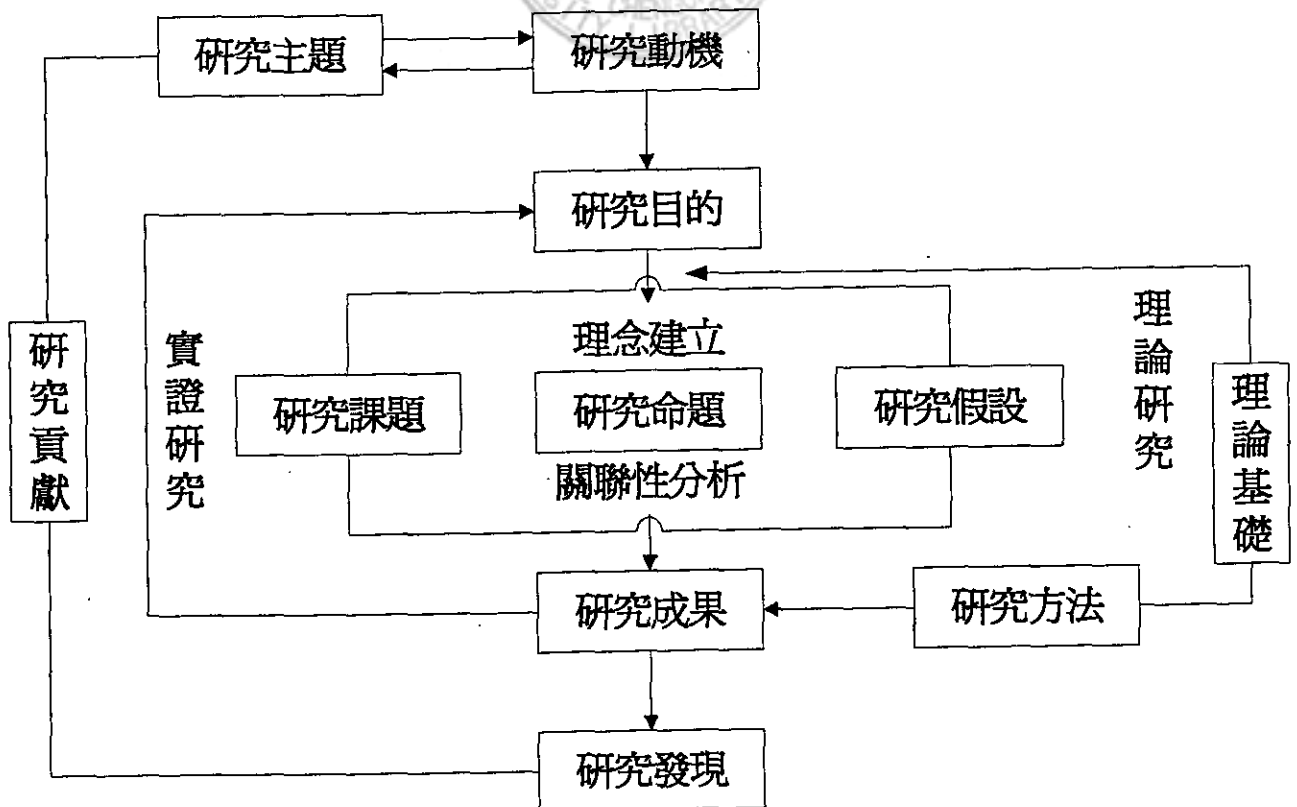 研究主題
研究動機
研究目的
理念建立
研究課題
研究命題
研究假設
關聯性分析
實證研究
理論研究
研究貢獻
理論基礎
研究成果
研究方法
研究發現